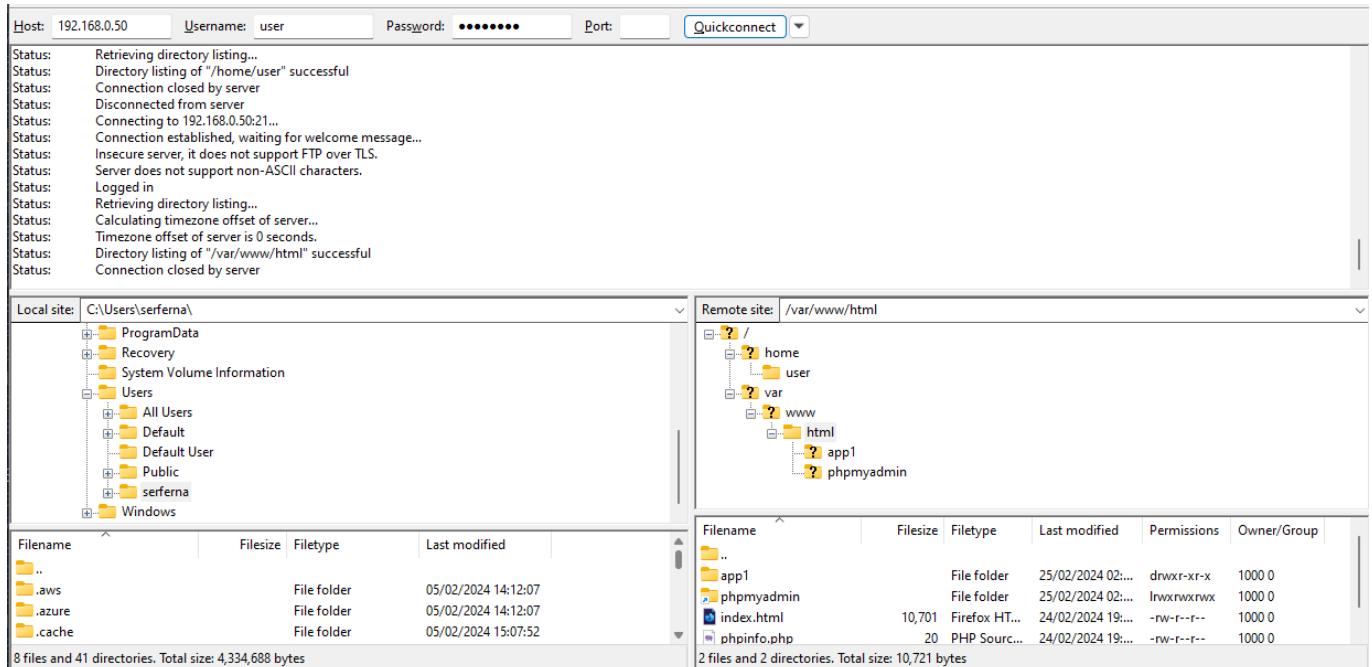 Host: 192.168.0.50 Username: user Password: ●●●●●●●● Port: Quickconnect
Status: Retrieving directory listing...
Status: Directory listing of "/home/user" successful
Status: Connection closed by server
Status: Disconnected from server
Status: Connecting to 192.168.0.50:21...
Status: Connection established, waiting for welcome message...
Status: Insecure server, it does not support FTP over TLS.
Status: Server does not support non-ASCII characters.
Status: Logged in
Status: Retrieving directory listing...
Status: Calculating timezone offset of server...
Status: Timezone offset of server is 0 seconds.
Status: Directory listing of "/var/www/html" successful
Status: Connection closed by server
Local site: C:\Users\serferna\
ProgramData
Recovery
System Volume Information
Users
All Users
Default
Default User
Public
serferna
Windows
Filename Filesize Filetype Last modified
..
.aws File folder 05/02/2024 14:12:07
.azure File folder 05/02/2024 14:12:07
.cache File folder 05/02/2024 15:07:52
8 files and 41 directories. Total size: 4,334,688 bytes
Remote site: /var/www/html
? /
? home
user
? var
? www
html
? app1
? phpmyadmin
Filename Filesize Filetype Last modified Permissions Owner/Group
..
app1 File folder 25/02/2024 02:... drwxr-xr-x 1000 0
phpmyadmin File folder 25/02/2024 02:... lrwxrwxrwx 1000 0
index.html 10,701 Firefox HT... 24/02/2024 19:... -rw-r--r-- 1000 0
phpinfo.php 20 PHP Sourc... 24/02/2024 19:... -rw-r--r-- 1000 0
2 files and 2 directories. Total size: 10,721 bytes